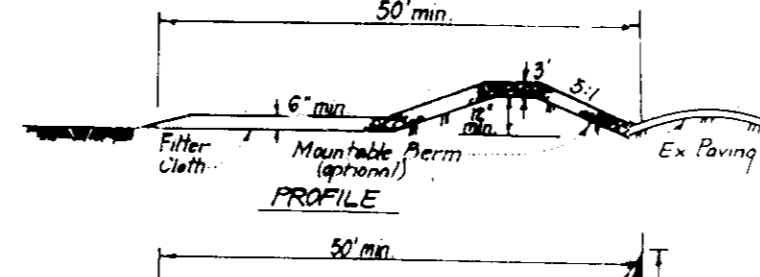 50' min.
3'
5:1
6" min
12"
min.
Filter
Cloth
Mountable Berm
(optional)
Ex Paving
PROFILE
50' min.